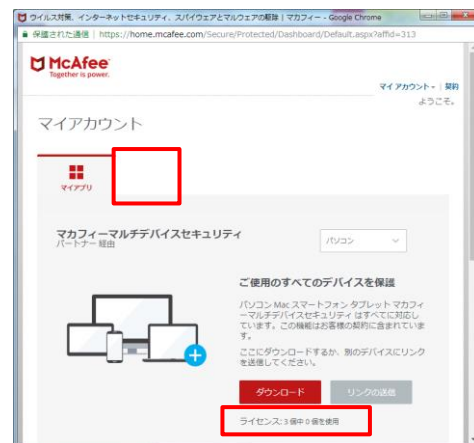 ウイルス対策、インターネットセキュリティ、スパイウェアとマルウェアの駆除 | マカフィー - Google Chrome
保護された通信 | https://home.mcafee.com/Secure/Protected/Dashboard/Default.aspx?affid=313
McAfee
Together is power.
マイ アカウント | 契約
ようこそ。
マイアカウント
マイアプリ
マカフィーマルチデバイスセキュリティ
パートナー 経由
パソコン
ご使用のすべてのデバイスを保護
パソコン Mac スマートフォン タブレット マカフィ
ーマルチデバイスセキュリティ はすべてに対応し
ています。この機能はお客様の契約に含まれていま
す。
ここにダウンロードするか、別のデバイスにリンク
を送信してください。
ダウンロード
リンクの送信
ライセンス: 3 個中 0 個を使用